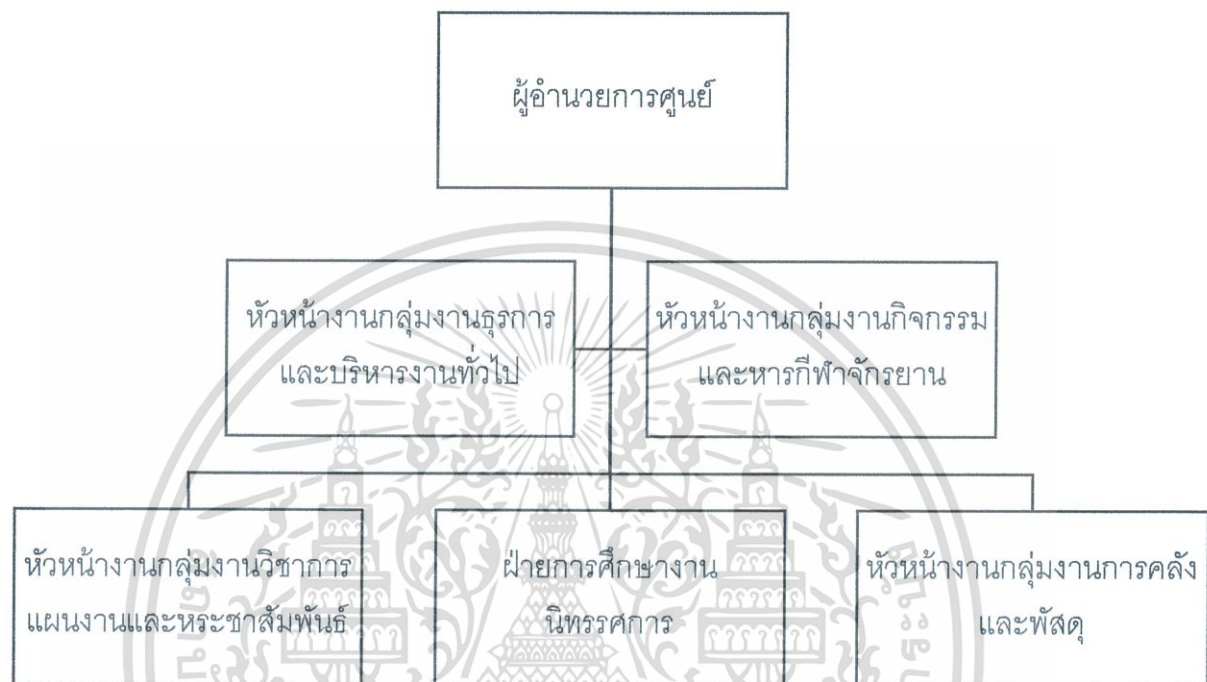 ผู้อำนวยการศูนย์
หัวหน้างานกลุ่มงานธุรการ
และบริหารงานทั่วไป
หัวหน้างานกลุ่มงานกิจกรรม
และหารกีฬาจักรยาน
หัวหน้างานกลุ่มงานวิชาการ
แผนงานและหระชาสัมพันธ์
ฝ่ายการศึกษางาน
นิทรรศการ
หัวหน้างานกลุ่มงานการคลัง
และพัสดุ